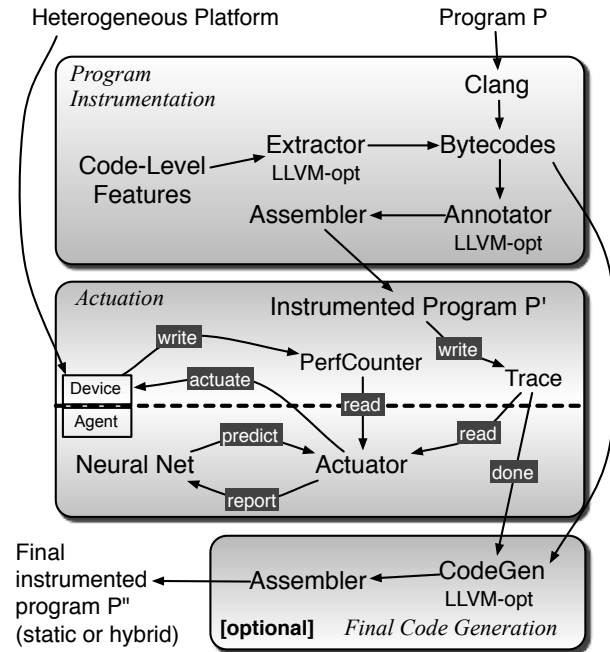 Heterogeneous Platform
Program P
Program
Instrumentation
Clang
Extractor
LLVM-opt
Bytecodes
Code-Level
Features
Assembler
Annotator
LLVM-opt
Actuation
Instrumented Program P'
write
write
PerfCounter
Trace
actuate
Device
read
Agent
predict
read
Neural Net
Actuator
report
done
Final
instrumented
program P"
(static or hybrid)
Assembler
CodeGen
LLVM-opt
[optional]
Final Code Generation